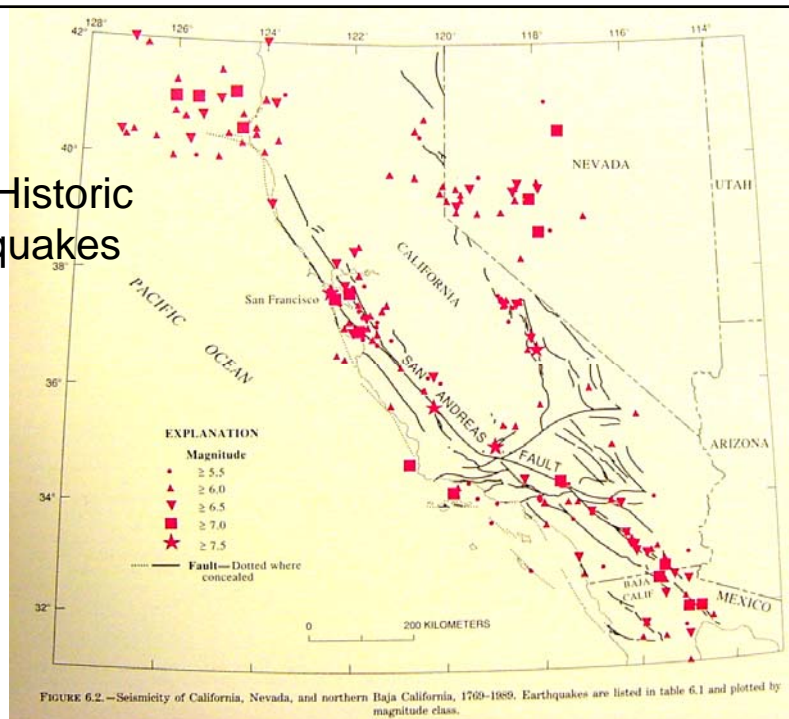 Historic
quakes
128°
126°
124°
122°
120°
118°
116°
114°
42°
40°
38°
36°
34°
32°
NEVADA
UTAH
CALIFORNIA
San Francisco
PACIFIC
OCEAN
SAN ANDREAS FAULT
ARIZONA
EXPLANATION
Magnitude
≥ 5.5
≥ 6.0
≥ 6.5
≥ 7.0
≥ 7.5
Fault—Dotted where
concealed
BAJA
CALIF
MEXICO
0 200 KILOMETERS
FIGURE 6.2.—Seismicity of California, Nevada, and northern Baja California, 1769–1989. Earthquakes are listed in table 6.1 and plotted by
magnitude class.